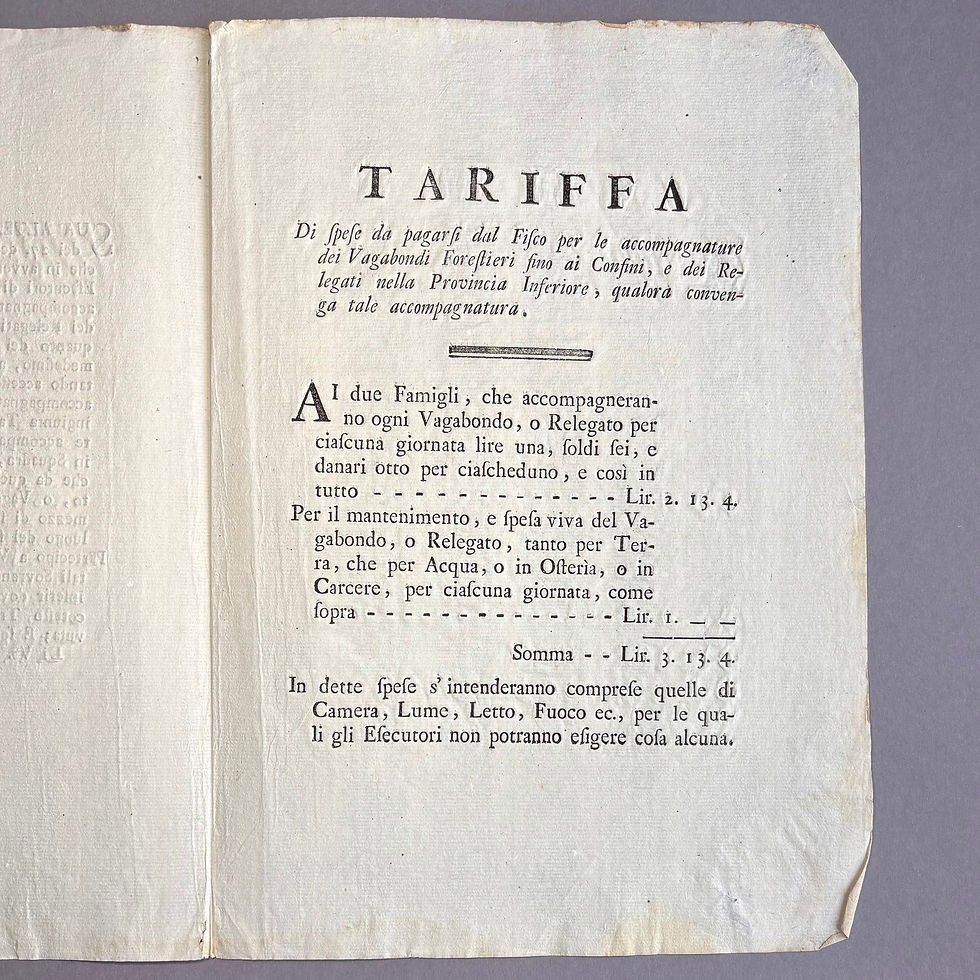 TARIFFA
Di ſpeſe da pagarſi dal Fiſco per le accompagnature
dei Vagabondi Foreſtieri ſino ai Confini, e dei Re-
legati nella Provincia Inferiore, qualora conven-
ga tale accompagnatura.
AI due Famigli, che accompagneran-
no ogni Vagabondo, o Relegato per
ciaſcuna giornata lire una, ſoldi ſei, e
danari otto per ciaſcheduno, e così in
tutto - - - - - - - - - - - - - Lir. 2. 13. 4.
Per il mantenimento, e ſpeſa viva del Va-
gabondo, o Relegato, tanto per Ter-
ra, che per Acqua, o in Oſteria, o in
Carcere, per ciaſcuna giornata, come
ſopra - - - - - - - - - - - - - - Lir. 1. — —
Somma - - Lir. 3. 13. 4.
In dette ſpeſe s'intenderanno compreſe quelle di
Camera, Lume, Letto, Fuoco ec., per le qua-
li gli Eſecutori non potranno eſigere coſa alcuna.